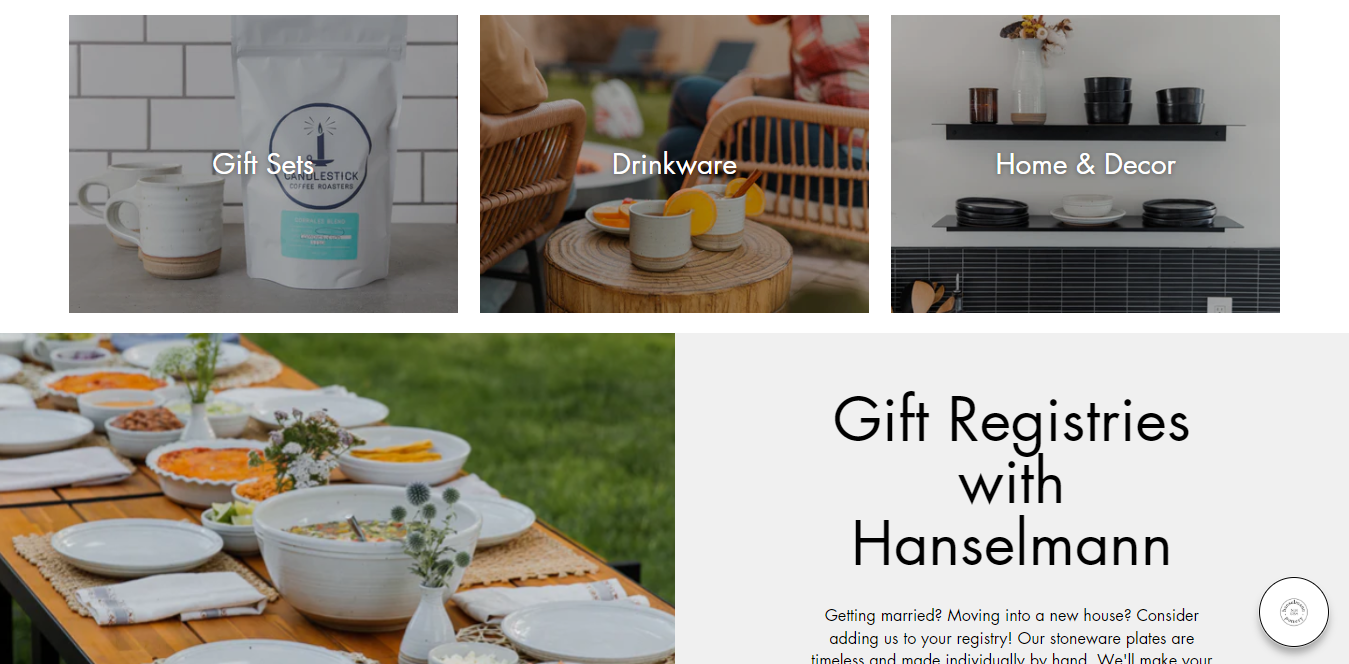 Gift Sets
CANDLESTICK
COFFEE ROASTERS
Drinkware
Home & Decor
Gift Registries
with
Hanselmann
Getting married? Moving into a new house? Consider
adding us to your registry! Our stoneware plates are
timeless and made individually by hand. We'll make your